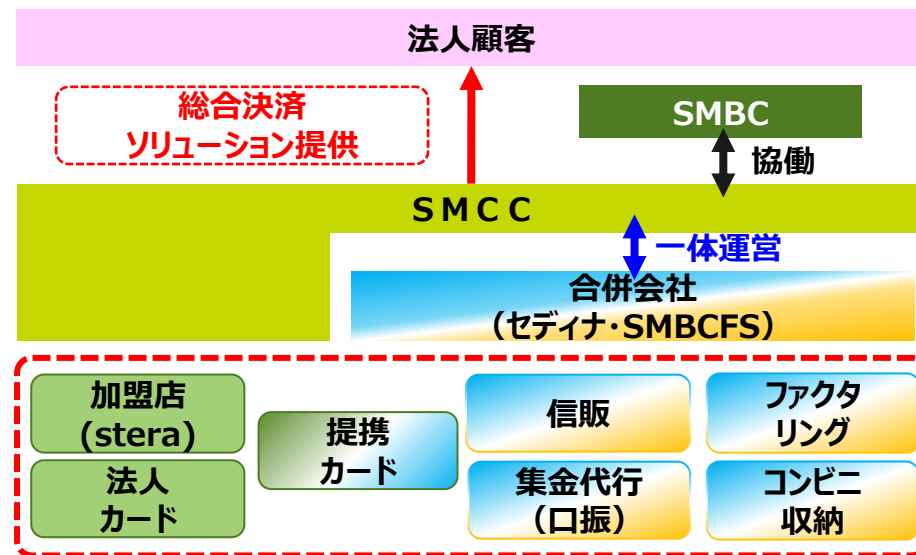 法人顧客
総合決済
ソリューション提供
SMBC
協働
ＳＭＣＣ
一体運営
合併会社
（セディナ・SMBCFS）
加盟店
(stera)
法人
カード
提携
カード
信販
集金代行
（口振）
ファクタ
リング
コンビニ
収納